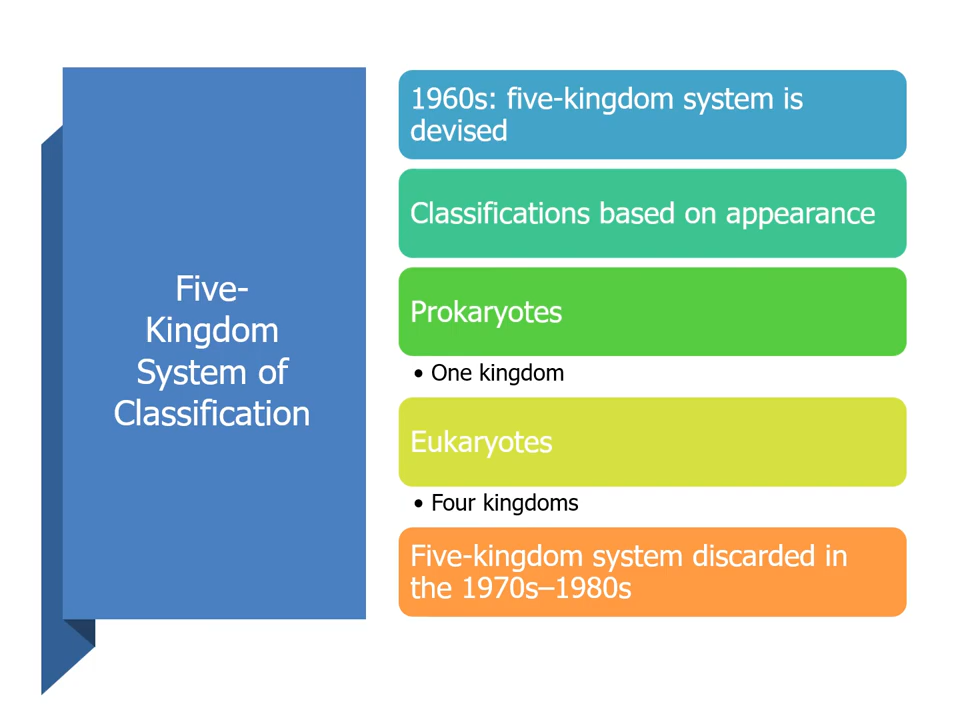 Five-
Kingdom
System of
Classification
1960s: five-kingdom system is
devised
Classifications based on appearance
Prokaryotes
• One kingdom
Eukaryotes
• Four kingdoms
Five-kingdom system discarded in
the 1970s–1980s